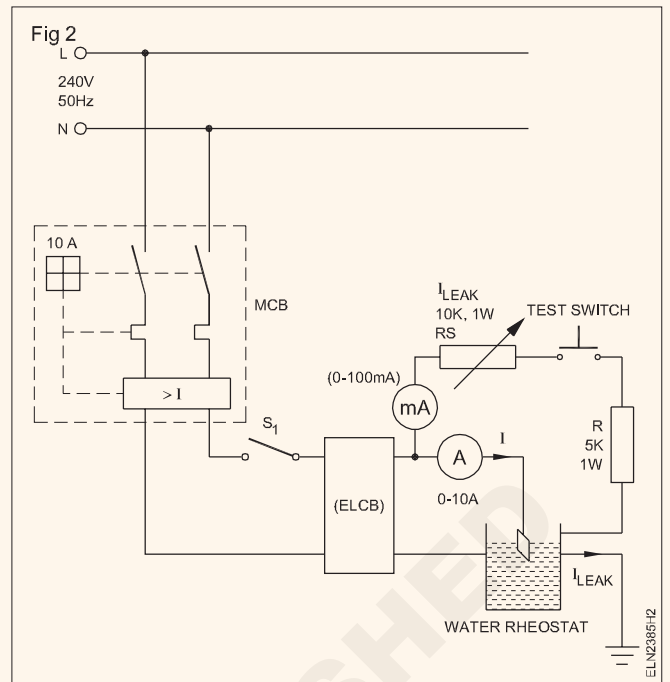 Fig 2
L
240V
50Hz
N
10 A
MCB
> I
S1
(ELCB)
(0-100mA)
mA
ILEAK
10K, 1W
RS
TEST SWITCH
R
5K
1W
A
I
0-10A
ILEAK
WATER RHEOSTAT
ELN2385H2
SHED